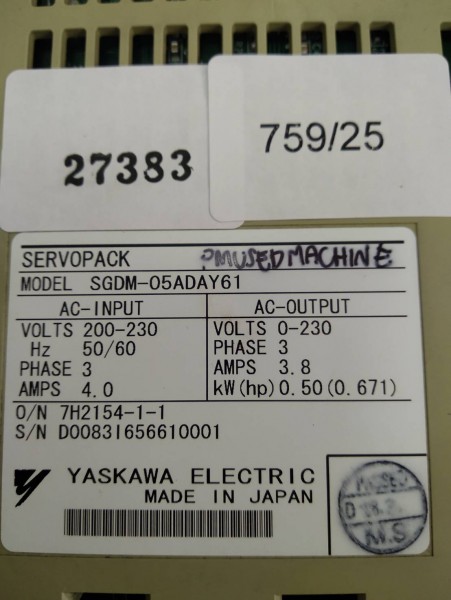 27383
759/25
SERVOPACK
PMUSEDMACHINE
MODEL SGDM-05ADAY61
AC-INPUT
VOLTS 200-230
Hz 50/60
PHASE 3
AMPS 4.0
AC-OUTPUT
VOLTS 0-230
PHASE 3
AMPS 3.8
kW(hp) 0.50(0.671)
O/N 7H2154-1-1
S/N D0083I656610001
YASKAWA ELECTRIC
MADE IN JAPAN
M.S